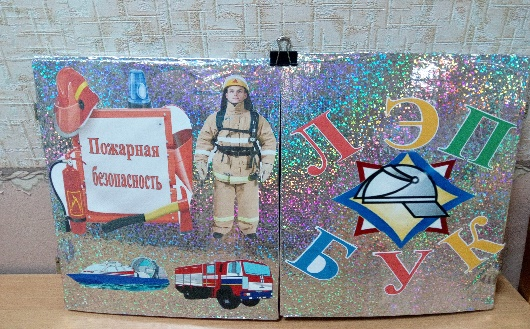 Пожарная
безопасность
ЛЭП
БУК